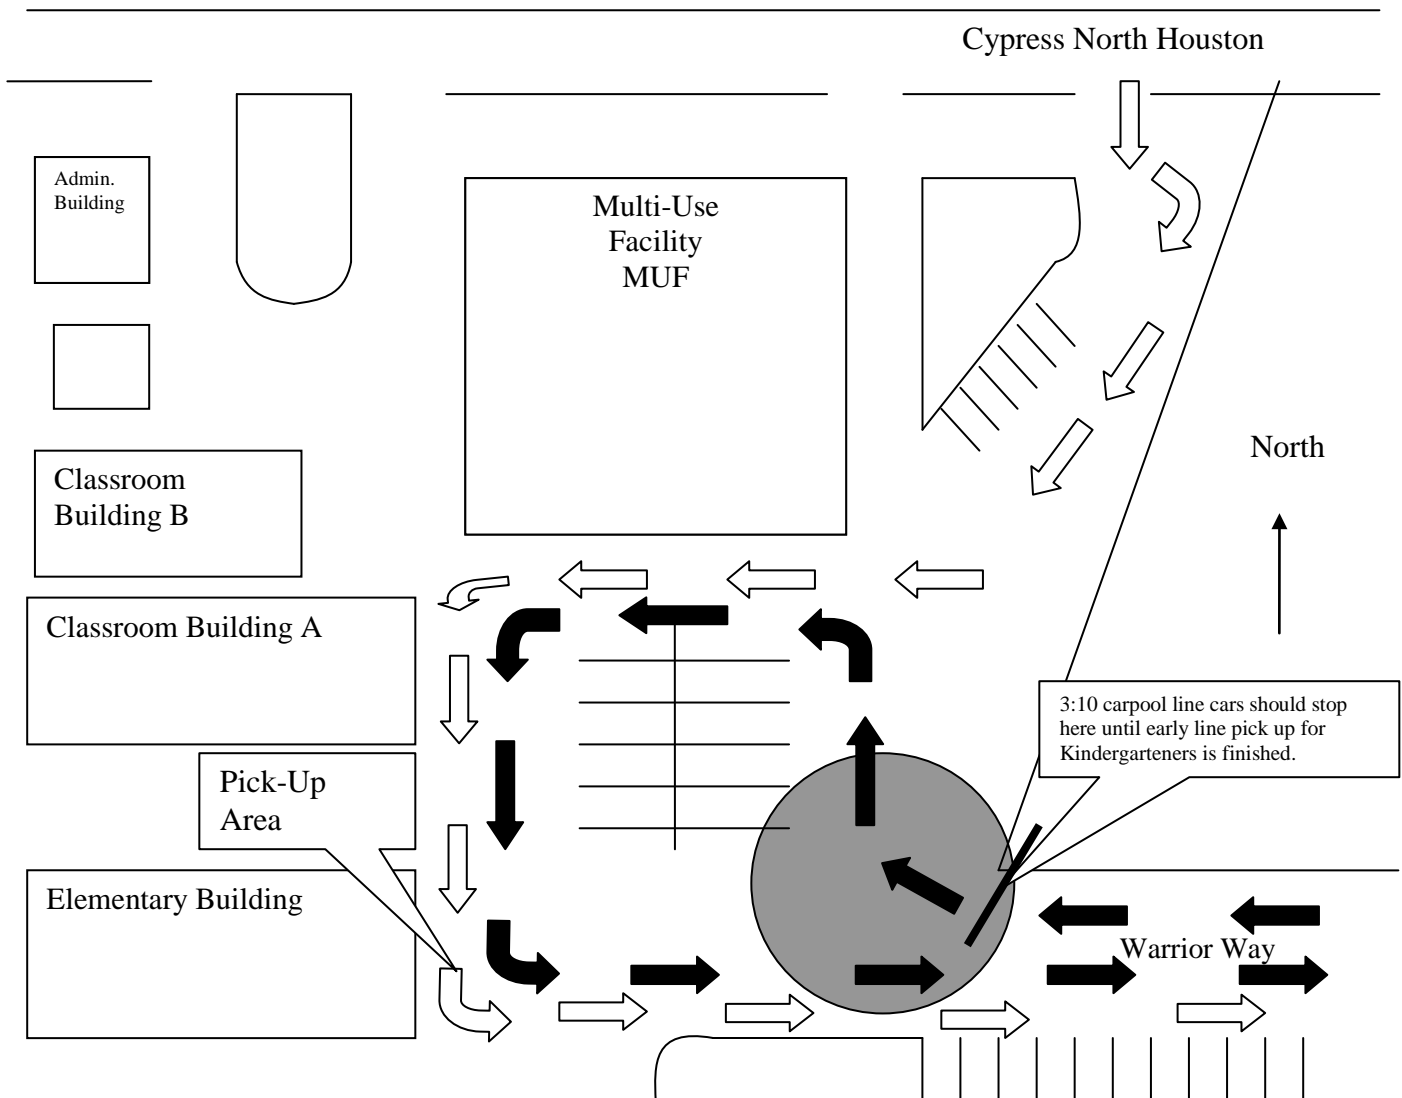 Cypress North Houston
Admin.
Building
Multi-Use
Facility
MUF
North
Classroom
Building B
Classroom Building A
3:10 carpool line cars should stop
here until early line pick up for
Kindergarteners is finished.
Pick-Up
Area
Elementary Building
Warrior Way